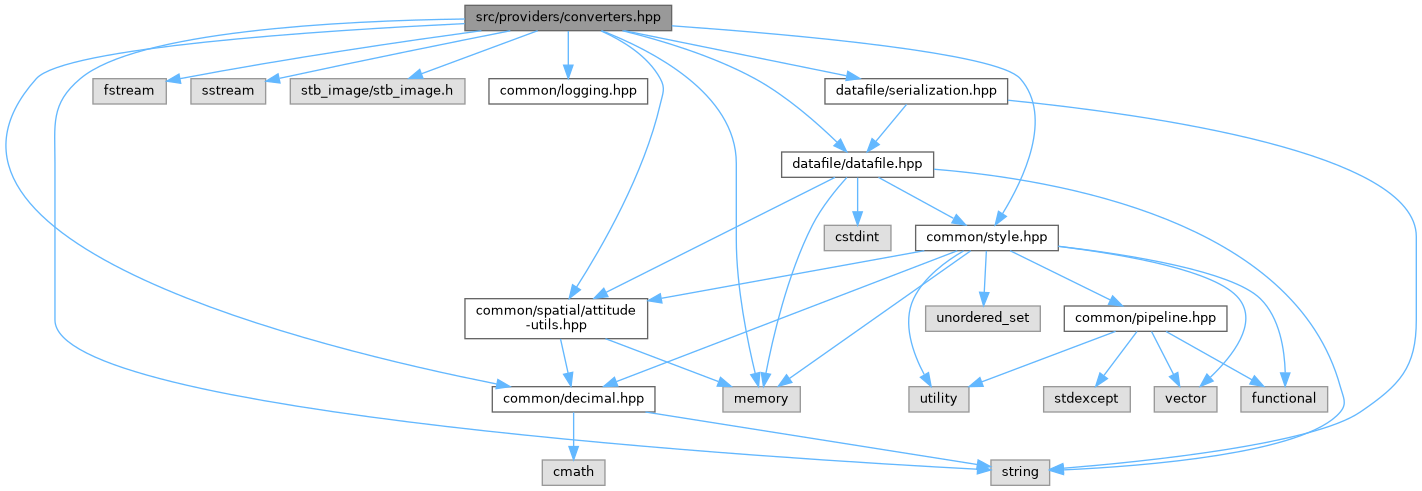 src/providers/converters.hpp
fstream
sstream
stb_image/stb_image.h
common/logging.hpp
datafile/serialization.hpp
datafile/datafile.hpp
cstdint
common/style.hpp
common/spatial/attitude
-utils.hpp
unordered_set
common/pipeline.hpp
common/decimal.hpp
memory
utility
stdexcept
vector
functional
cmath
string